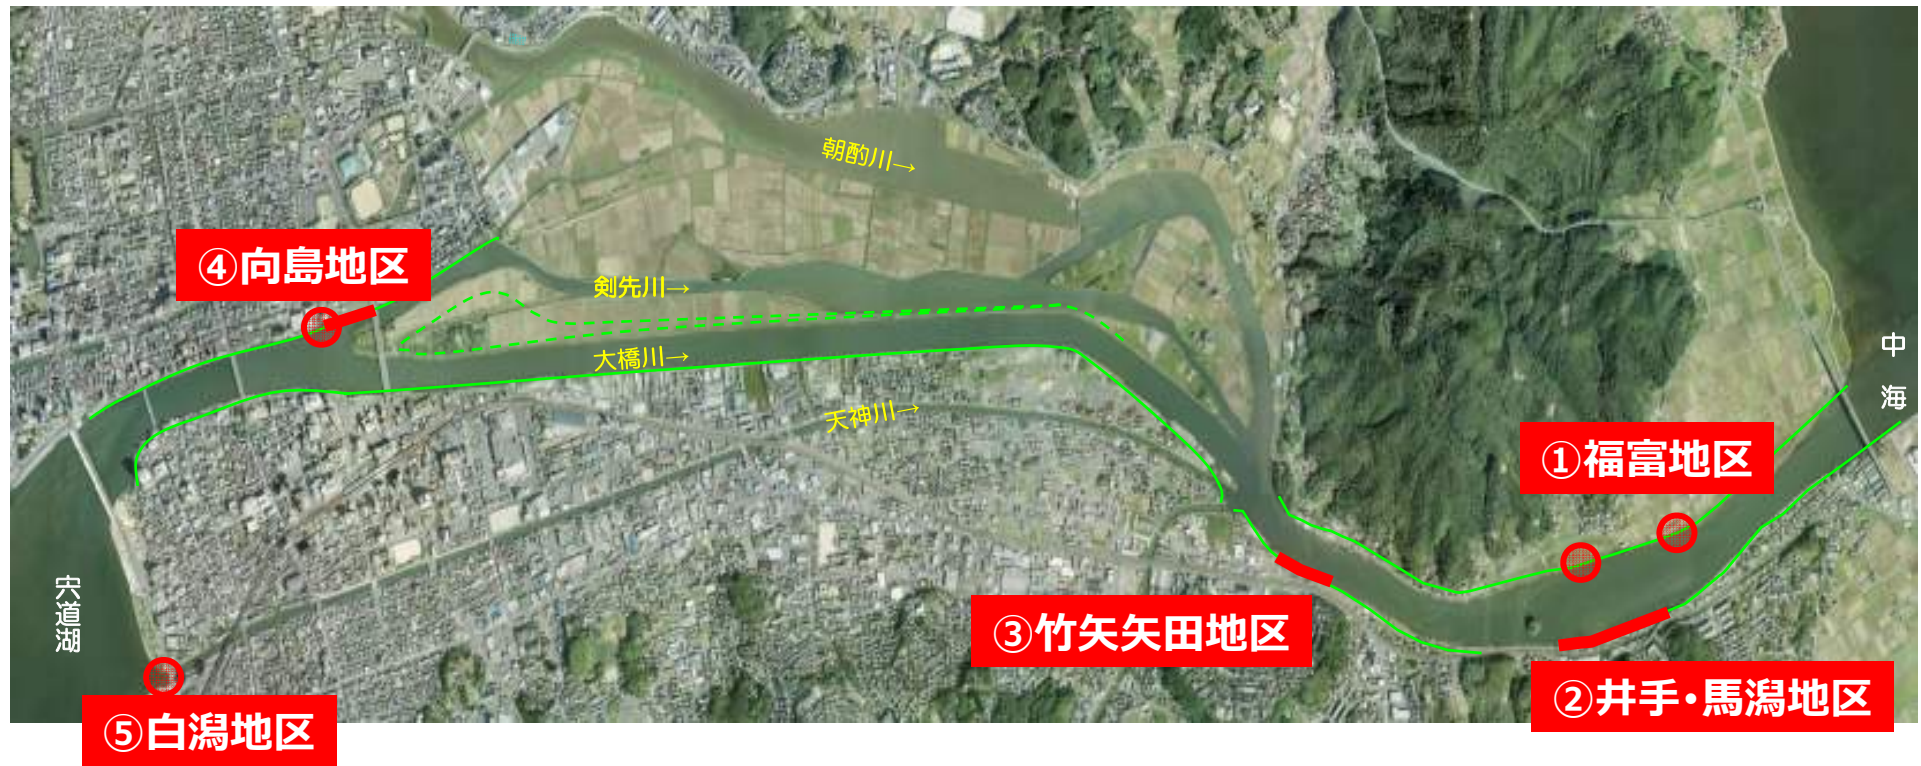 朝酌川→
④向島地区
剣先川→
大橋川→
天神川→
中海
①福富地区
宍道湖
③竹矢矢田地区
②井手・馬潟地区
⑤白潟地区